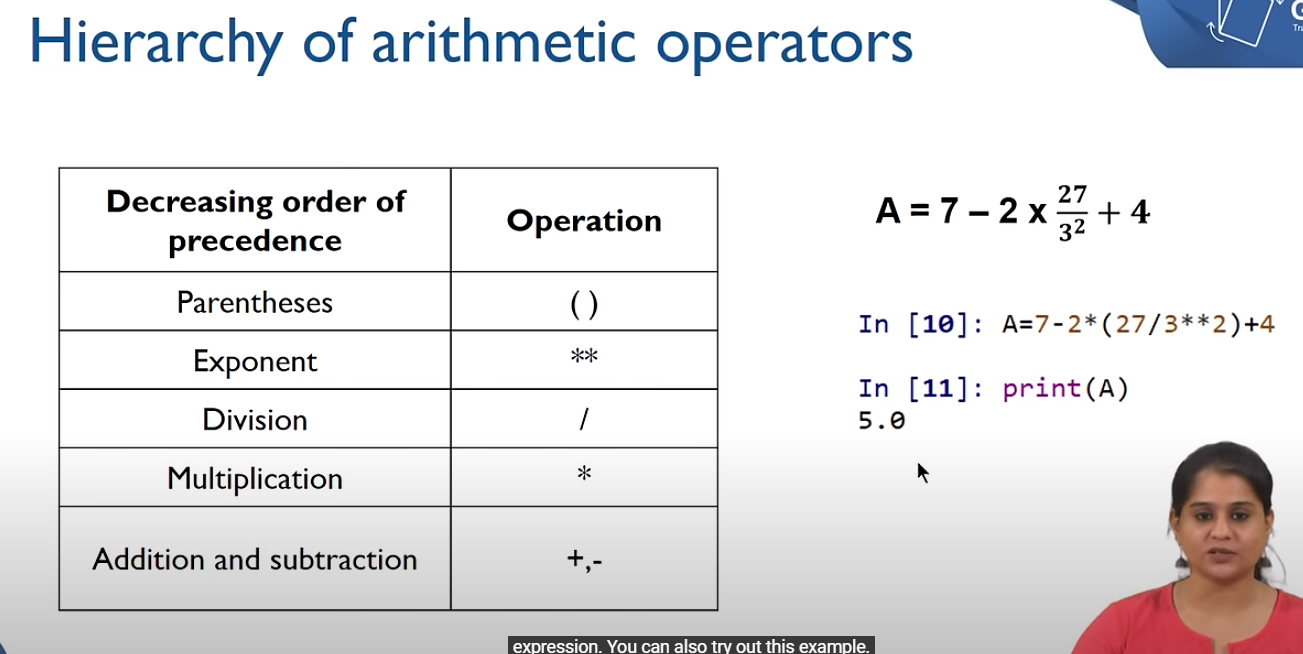 Hierarchy of arithmetic operators
Decreasing order of
precedence
Operation
Parentheses
( )
Exponent
**
Division
/
Multiplication
*
Addition and subtraction
+,-
A = 7 – 2 x 27/3² + 4
In [10]: A=7-2*(27/3**2)+4
In [11]: print(A)
5.0
expression. You can also try out this example.